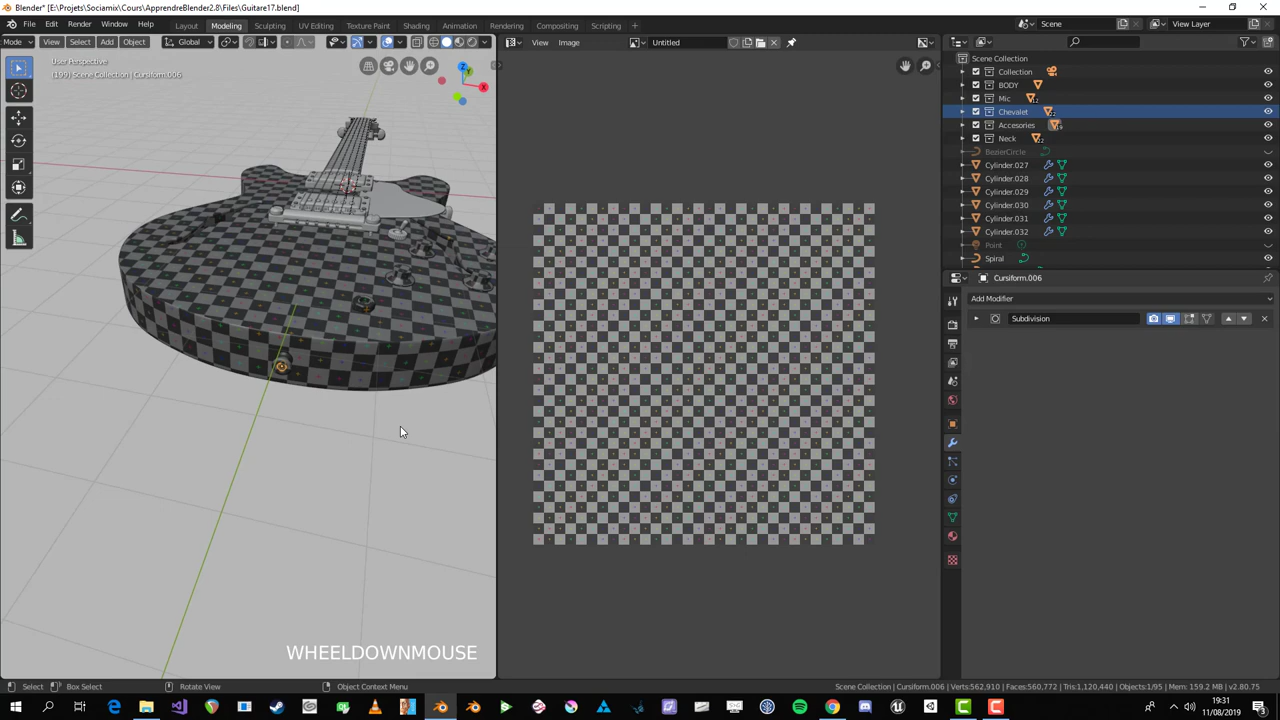 Blender* [E:\Projets\Sociamix\Cours\ApprendreBlender2.8\Files\Guitare17.blend]
File Edit Render Window Help Layout Modeling Sculpting UV Editing Texture Paint Shading Animation Rendering Compositing Scripting + Scene View Layer
Mode View Select Add Object Global View Image Untitled
User Perspective
(199) Scene Collection | Cursiform.006
Z
Y
X
Scene Collection
Collection
BODY
Mic 12
Chevalet 22
Accesories
Neck 22
BezierCircle
Cylinder.027
Cylinder.028
Cylinder.029
Cylinder.030
Cylinder.031
Cylinder.032
Point
Spiral
Cursiform.006
Add Modifier
Subdivision
WHEELDOWNMOUSE
Select Box Select Rotate View Object Context Menu Scene Collection | Cursiform.006 | Verts:562,910 | Faces:560,772 | Tris:1,120,440 | Objects:1/95 | Mem: 159.2 MB | v2.80.75
19:31
11/08/2019